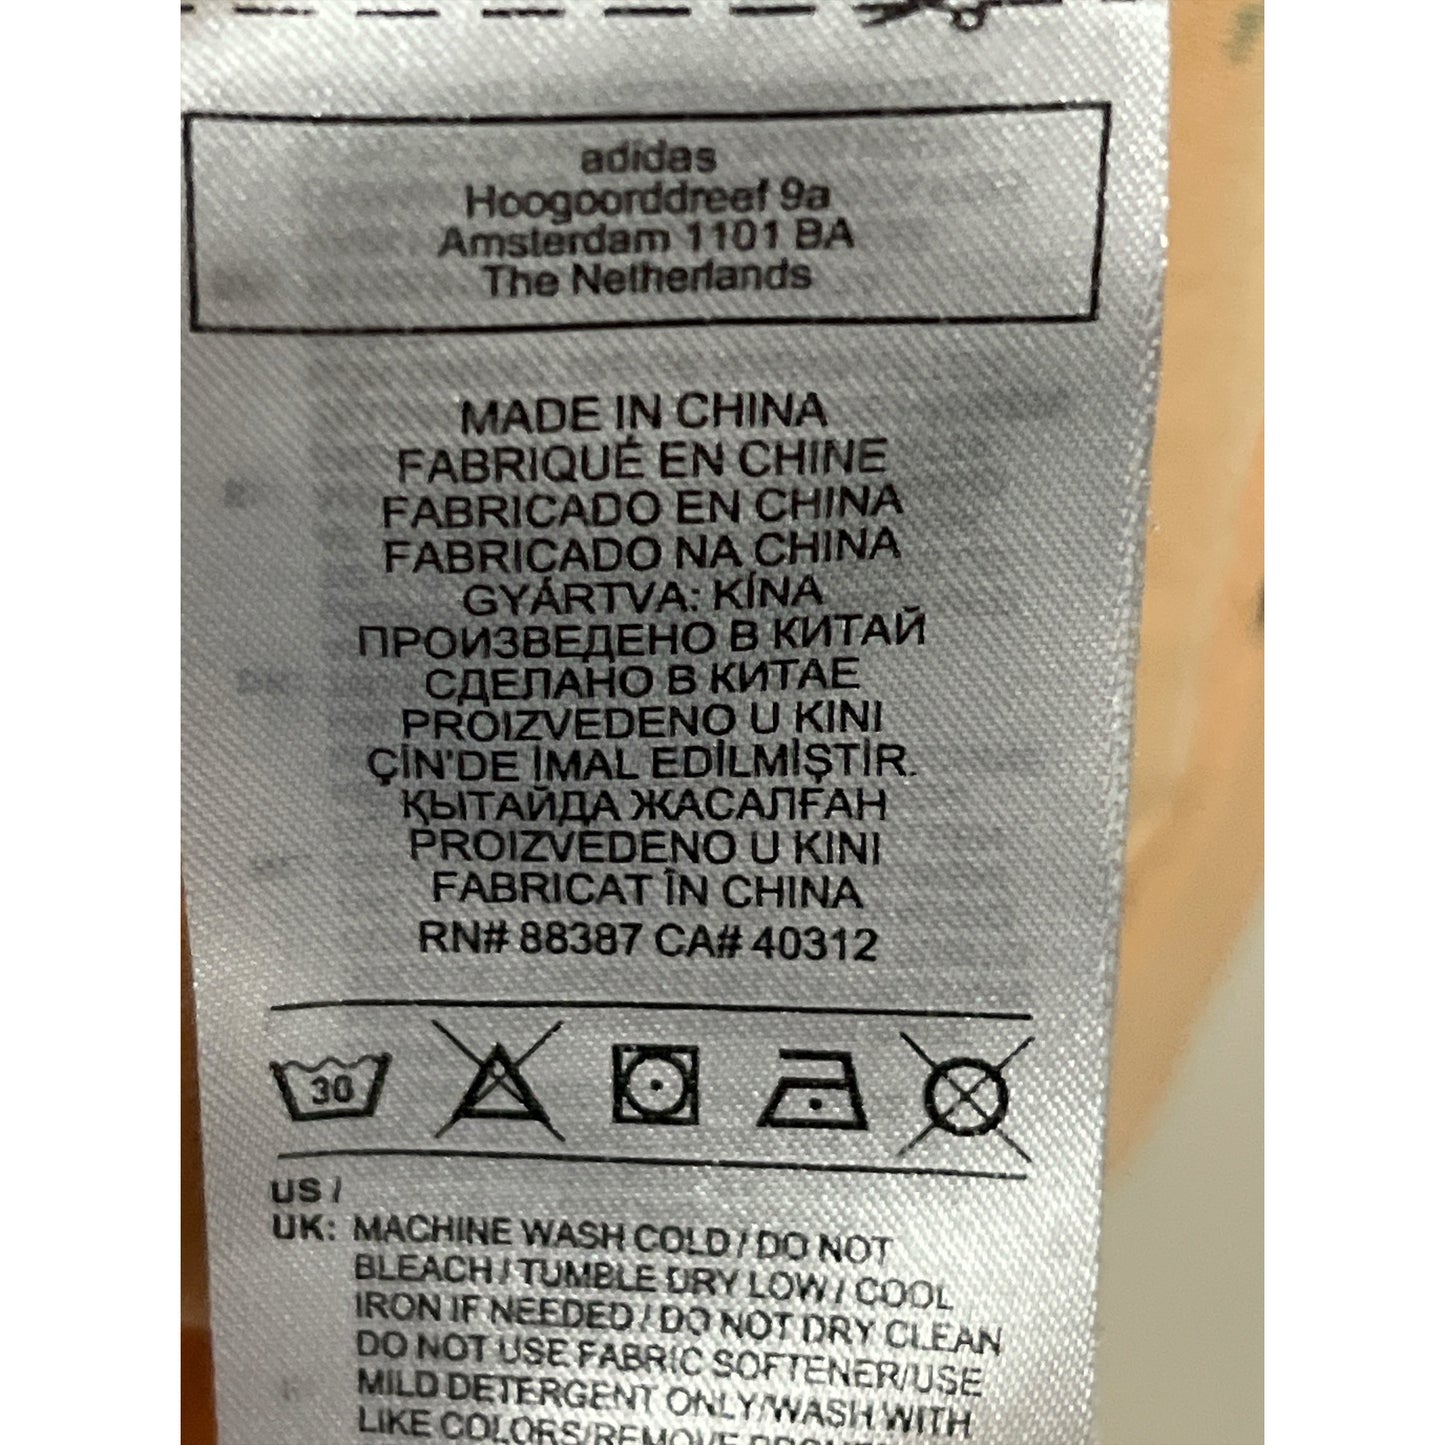 adidas
Hoogoorddreef 9a
Amsterdam 1101 BA
The Netherlands
MADE IN CHINA
FABRIQUÉ EN CHINE
FABRICADO EN CHINA
FABRICADO NA CHINA
GYÁRTVA: KÍNA
ПРОИЗВЕДЕНО В КИТАЙ
СДЕЛАНО В КИТАЕ
PROIZVEDENO U KINI
ÇİN'DE İMAL EDİLMİŞTİR.
ҚЫТАЙДА ЖАСАЛҒАН
PROIZVEDENO U KINI
FABRICAT ÎN CHINA
RN# 88387 CA# 40312
30
US /
UK: MACHINE WASH COLD / DO NOT
BLEACH / TUMBLE DRY LOW / COOL
IRON IF NEEDED / DO NOT DRY CLEAN
DO NOT USE FABRIC SOFTENER/USE
MILD DETERGENT ONLY/WASH WITH
LIKE COLORS/REMOVE